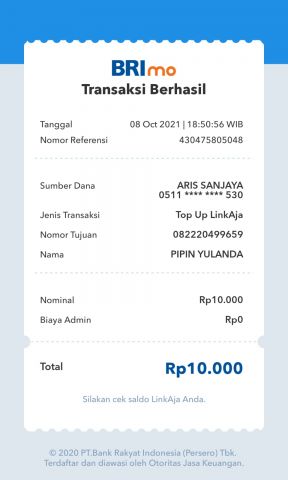 BRImo
Transaksi Berhasil
Tanggal 08 Oct 2021 | 18:50:56 WIB
Nomor Referensi 430475805048
Sumber Dana ARIS SANJAYA
0511 **** **** 530
Jenis Transaksi Top Up LinkAja
Nomor Tujuan 082220499659
Nama PIPIN YULANDA
Nominal Rp10.000
Biaya Admin Rp0
Total Rp10.000
Silakan cek saldo LinkAja Anda.
© 2020 PT.Bank Rakyat Indonesia (Persero) Tbk.
Terdaftar dan diawasi oleh Otoritas Jasa Keuangan.